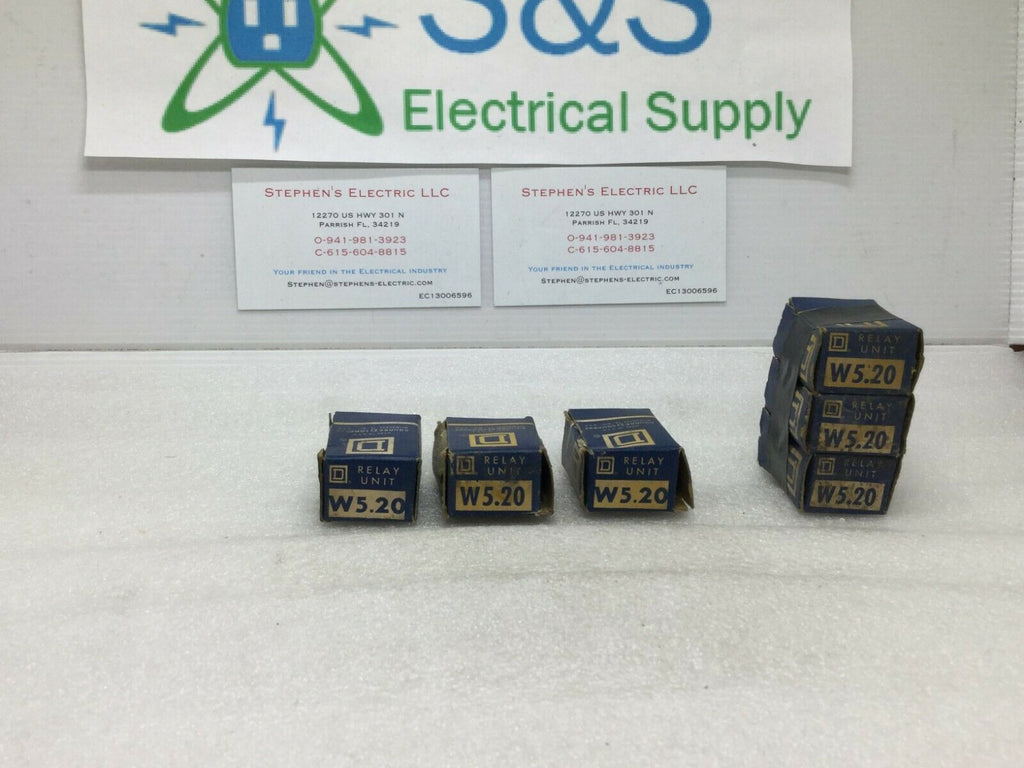 S&S
Electrical Supply
STEPHEN'S ELECTRIC LLC
12270 US HWY 301 N
PARRISH FL, 34219
O-941-981-3923
C-615-604-8815
YOUR FRIEND IN THE ELECTRICAL INDUSTRY
STEPHEN@STEPHENS-ELECTRIC.COM
EC13006596
STEPHEN'S ELECTRIC LLC
12270 US HWY 301 N
PARRISH FL, 34219
O-941-981-3923
C-615-604-8815
YOUR FRIEND IN THE ELECTRICAL INDUSTRY
STEPHEN@STEPHENS-ELECTRIC.COM
EC13006596
D
D RELAY
UNIT
W5.20
D
D RELAY
UNIT
W5.20
D
D RELAY
UNIT
W5.20
D RELAY
UNIT
W5.20
D RELAY
UNIT
W5.20
D RELAY
UNIT
W5.20